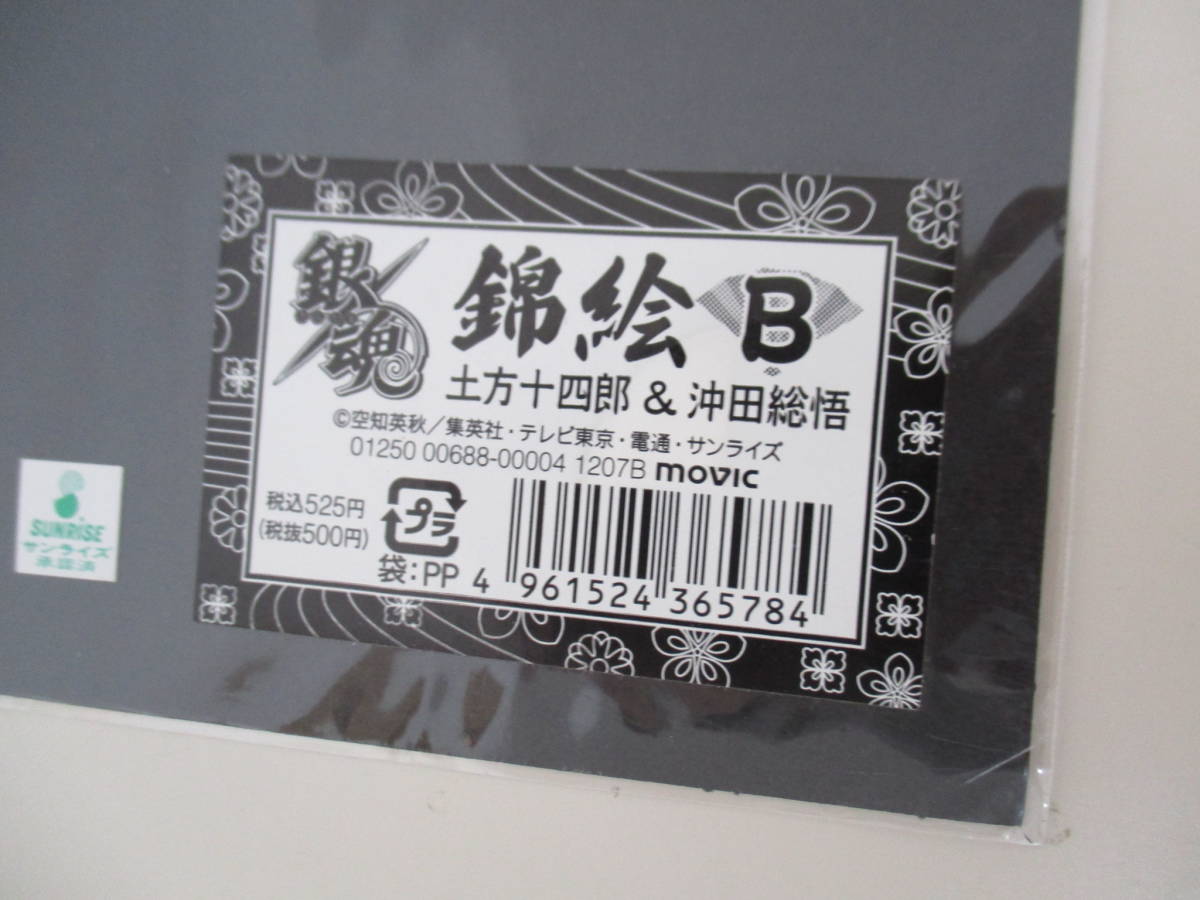 銀魂
錦絵 B
土方十四郎 & 沖田総悟
©空知英秋／集英社・テレビ東京・電通・サンライズ
01250 00688-00004 1207B movic
税込525円
(税抜500円)
プラ
袋:PP
4 961524 365784
SUNRISE
サンライズ
承認済